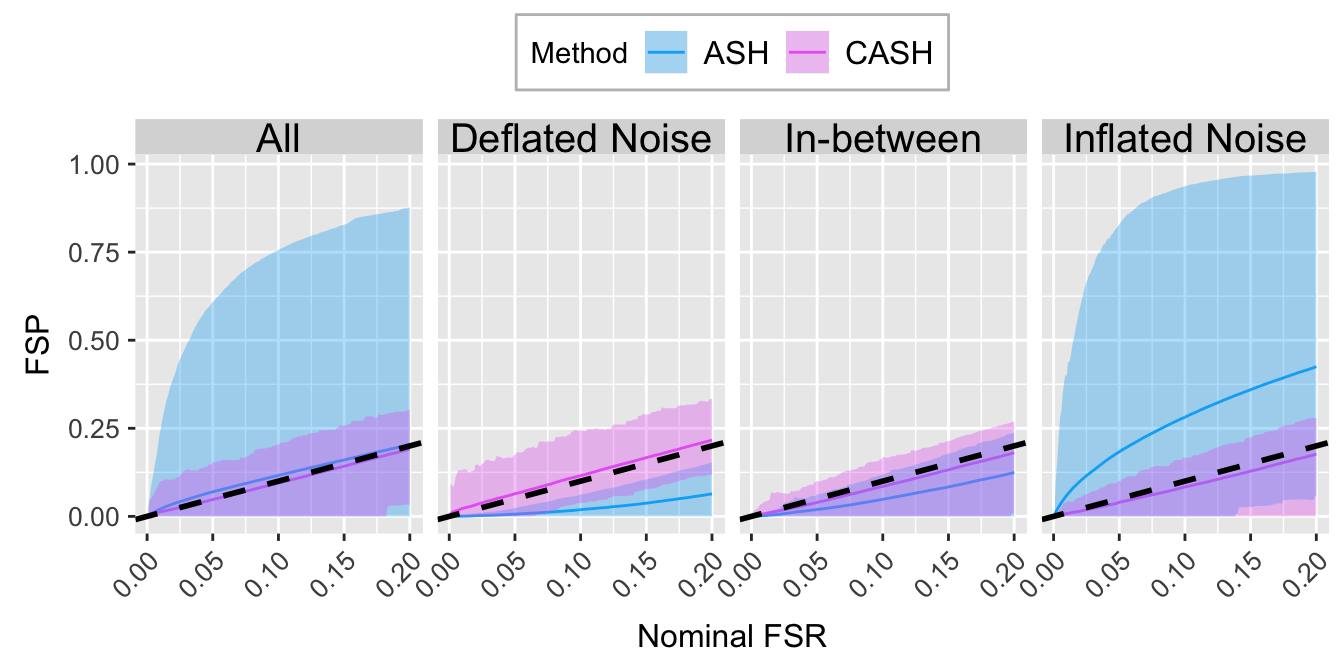 Method ASH CASH
All Deflated Noise In-between Inflated Noise
1.00
0.75
0.50
0.25
0.00
FSP
0.00 0.05 0.10 0.15 0.20 0.00 0.05 0.10 0.15 0.20 0.00 0.05 0.10 0.15 0.20 0.00 0.05 0.10 0.15 0.20
Nominal FSR